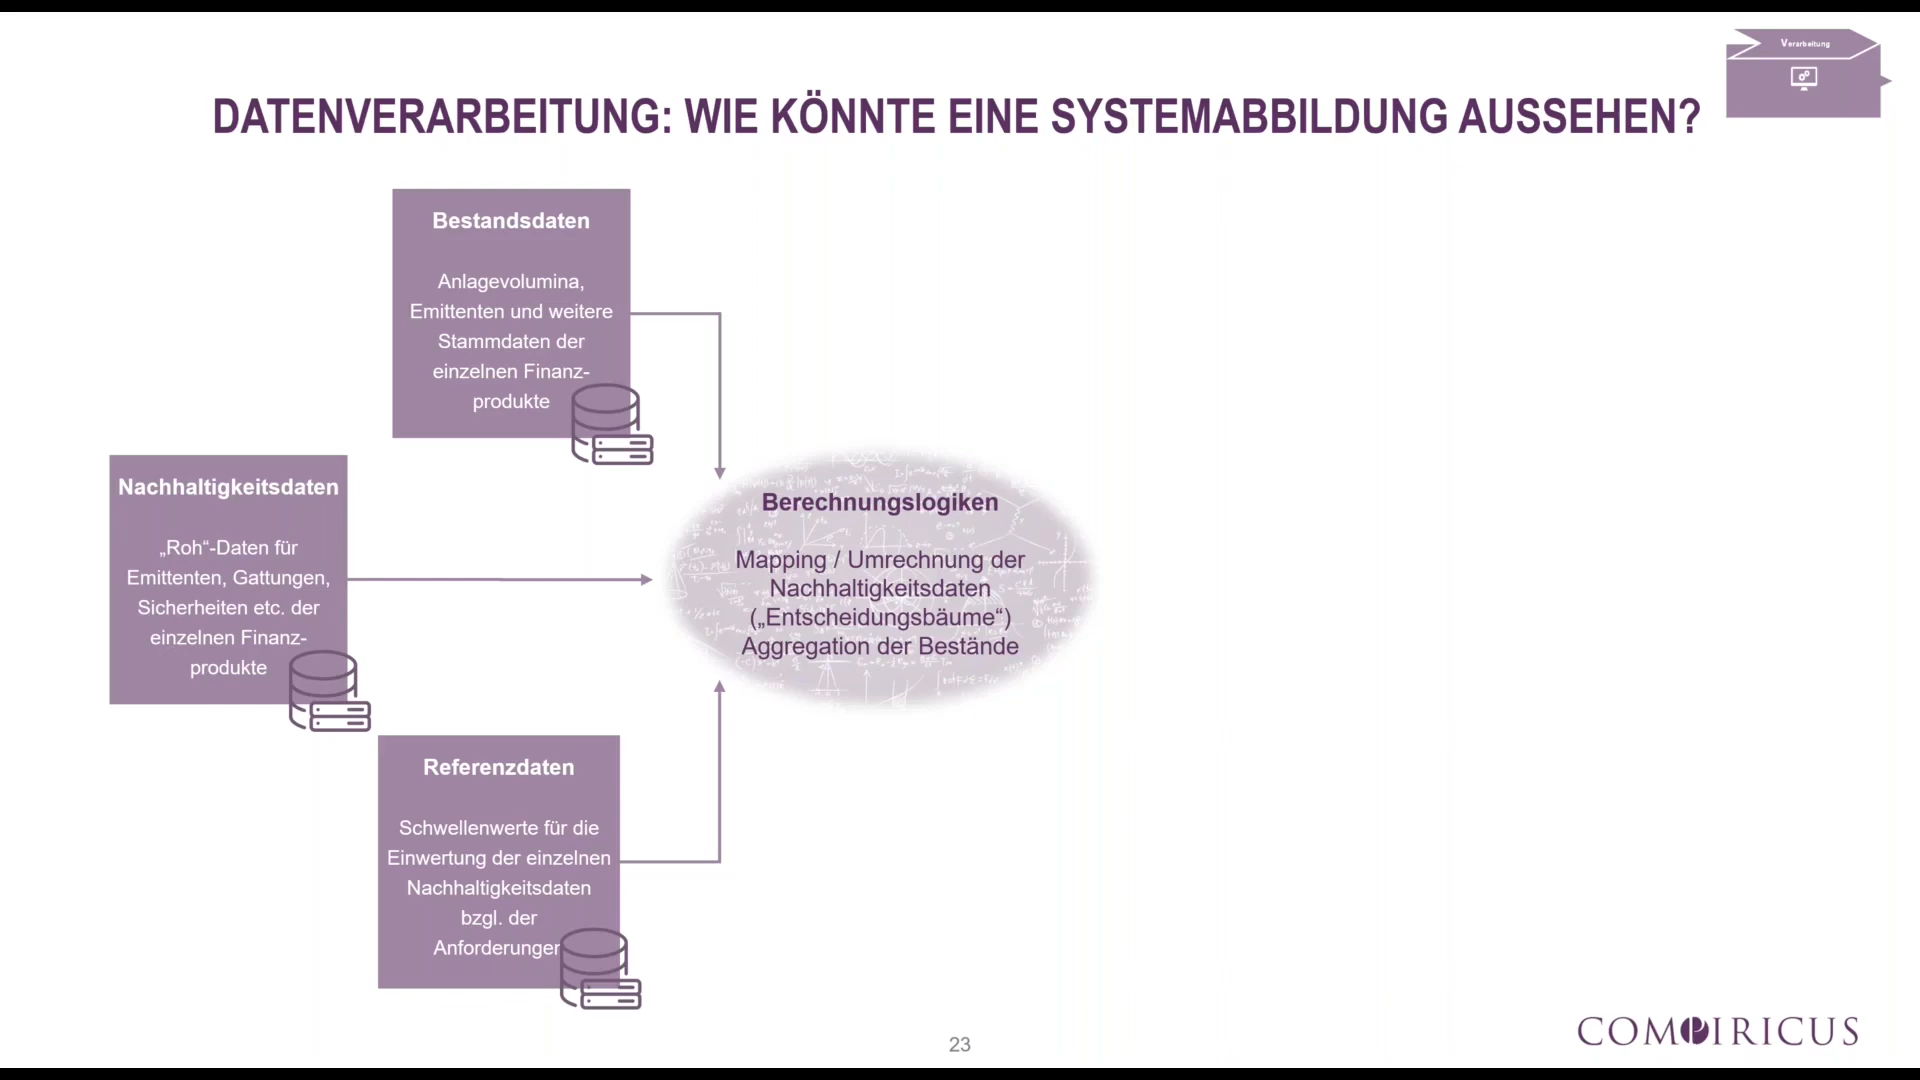 Verarbeitung
DATENVERARBEITUNG: WIE KÖNNTE EINE SYSTEMABBILDUNG AUSSEHEN?
Bestandsdaten
Anlagevolumina,
Emittenten und weitere
Stammdaten der
einzelnen Finanz-
produkte
Nachhaltigkeitsdaten
„Roh“-Daten für
Emittenten, Gattungen,
Sicherheiten etc. der
einzelnen Finanz-
produkte
Berechnungslogiken
Mapping / Umrechnung der
Nachhaltigkeitsdaten
(„Entscheidungsbäume“)
Aggregation der Bestände
Referenzdaten
Schwellenwerte für die
Einwertung der einzelnen
Nachhaltigkeitsdaten
bzgl. der
Anforderungen
23
COMPIRICUS